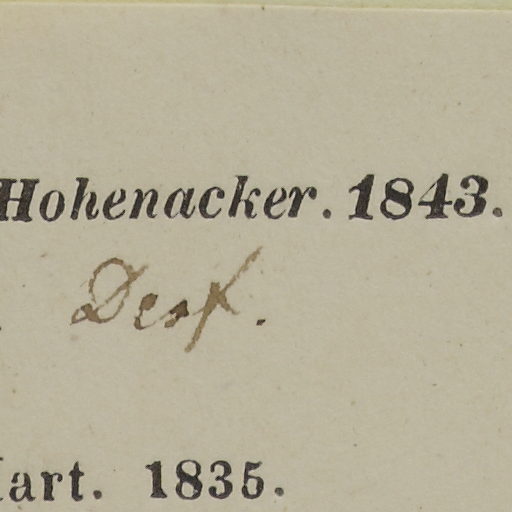 Hohenacker. 1843.
Desf.
art. 1835.